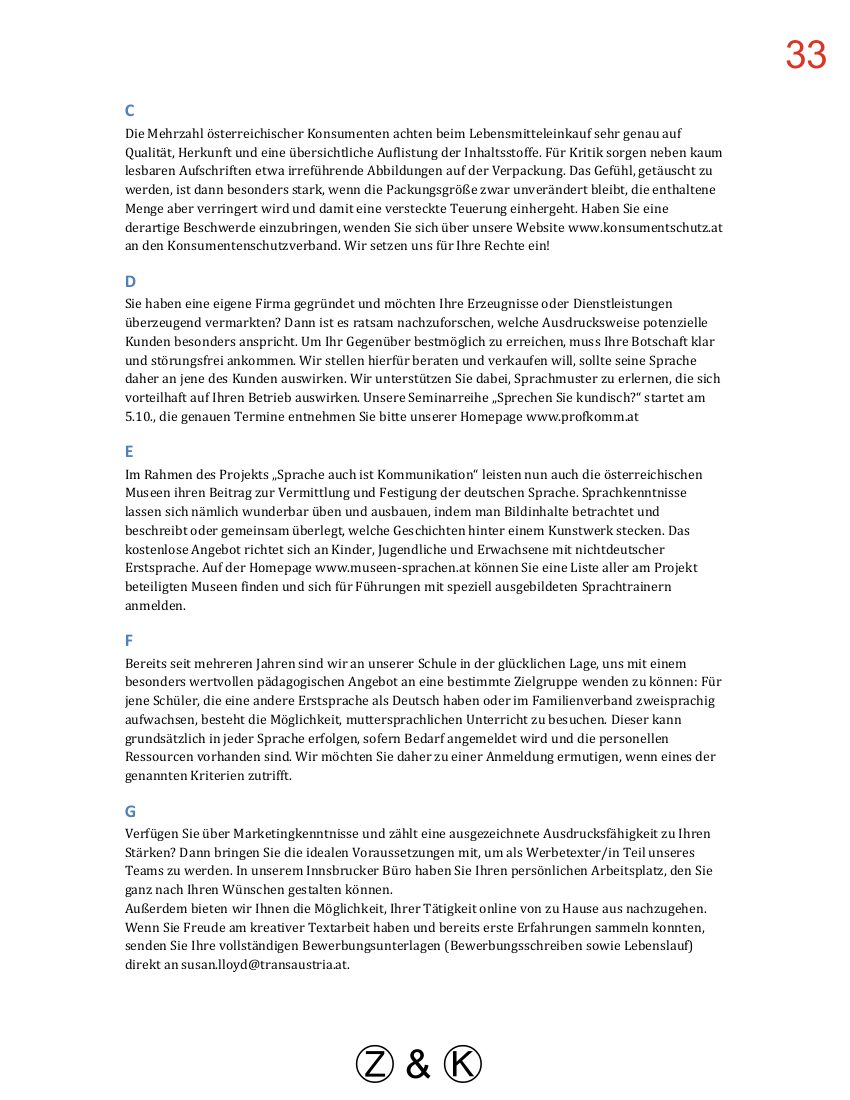 33
C
Die Mehrzahl österreichischer Konsumenten achten beim Lebensmitteleinkauf sehr genau auf
Qualität, Herkunft und eine übersichtliche Auflistung der Inhaltsstoffe. Für Kritik sorgen neben kaum
lesbaren Aufschriften etwa irreführende Abbildungen auf der Verpackung. Das Gefühl, getäuscht zu
werden, ist dann besonders stark, wenn die Packungsgröße zwar unverändert bleibt, die enthaltene
Menge aber verringert wird und damit eine versteckte Teuerung einhergeht. Haben Sie eine
derartige Beschwerde einzubringen, wenden Sie sich über unsere Website www.konsumentschutz.at
an den Konsumentenschutzverband. Wir setzen uns für Ihre Rechte ein!
D
Sie haben eine eigene Firma gegründet und möchten Ihre Erzeugnisse oder Dienstleistungen
überzeugend vermarkten? Dann ist es ratsam nachzuforschen, welche Ausdrucksweise potenzielle
Kunden besonders anspricht. Um Ihr Gegenüber bestmöglich zu erreichen, muss Ihre Botschaft klar
und störungsfrei ankommen. Wir stellen hierfür beraten und verkaufen will, sollte seine Sprache
daher an jene des Kunden auswirken. Wir unterstützen Sie dabei, Sprachmuster zu erlernen, die sich
vorteilhaft auf Ihren Betrieb auswirken. Unsere Seminarreihe „Sprechen Sie kundisch?“ startet am
5.10., die genauen Termine entnehmen Sie bitte unserer Homepage www.profkomm.at
E
Im Rahmen des Projekts „Sprache auch ist Kommunikation“ leisten nun auch die österreichischen
Museen ihren Beitrag zur Vermittlung und Festigung der deutschen Sprache. Sprachkenntnisse
lassen sich nämlich wunderbar üben und ausbauen, indem man Bildinhalte betrachtet und
beschreibt oder gemeinsam überlegt, welche Geschichten hinter einem Kunstwerk stecken. Das
kostenlose Angebot richtet sich an Kinder, Jugendliche und Erwachsene mit nichtdeutscher
Erstsprache. Auf der Homepage www.museen-sprachen.at können Sie eine Liste aller am Projekt
beteiligten Museen finden und sich für Führungen mit speziell ausgebildeten Sprachtrainern
anmelden.
F
Bereits seit mehreren Jahren sind wir an unserer Schule in der glücklichen Lage, uns mit einem
besonders wertvollen pädagogischen Angebot an eine bestimmte Zielgruppe wenden zu können: Für
jene Schüler, die eine andere Erstsprache als Deutsch haben oder im Familienverband zweisprachig
aufwachsen, besteht die Möglichkeit, muttersprachlichen Unterricht zu besuchen. Dieser kann
grundsätzlich in jeder Sprache erfolgen, sofern Bedarf angemeldet wird und die personellen
Ressourcen vorhanden sind. Wir möchten Sie daher zu einer Anmeldung ermutigen, wenn eines der
genannten Kriterien zutrifft.
G
Verfügen Sie über Marketingkenntnisse und zählt eine ausgezeichnete Ausdrucksfähigkeit zu Ihren
Stärken? Dann bringen Sie die idealen Voraussetzungen mit, um als Werbetexter/in Teil unseres
Teams zu werden. In unserem Innsbrucker Büro haben Sie Ihren persönlichen Arbeitsplatz, den Sie
ganz nach Ihren Wünschen gestalten können.
Außerdem bieten wir Ihnen die Möglichkeit, Ihrer Tätigkeit online von zu Hause aus nachzugehen.
Wenn Sie Freude am kreativer Textarbeit haben und bereits erste Erfahrungen sammeln konnten,
senden Sie Ihre vollständigen Bewerbungsunterlagen (Bewerbungsschreiben sowie Lebenslauf)
direkt an susan.lloyd@transaustria.at.
Ⓩ & Ⓚ